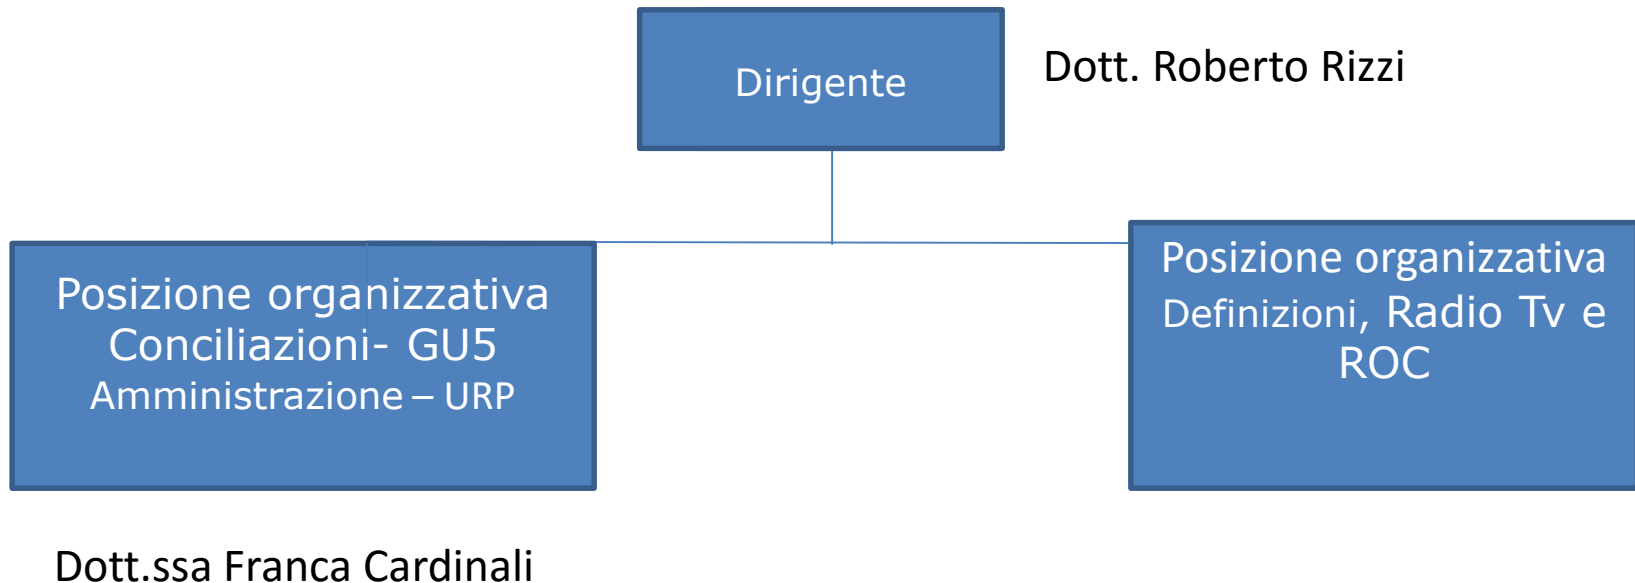 Dirigente
Dott. Roberto Rizzi
Posizione organizzativa
Conciliazioni- GU5
Amministrazione – URP
Posizione organizzativa
Definizioni, Radio Tv e
ROC
Dott.ssa Franca Cardinali